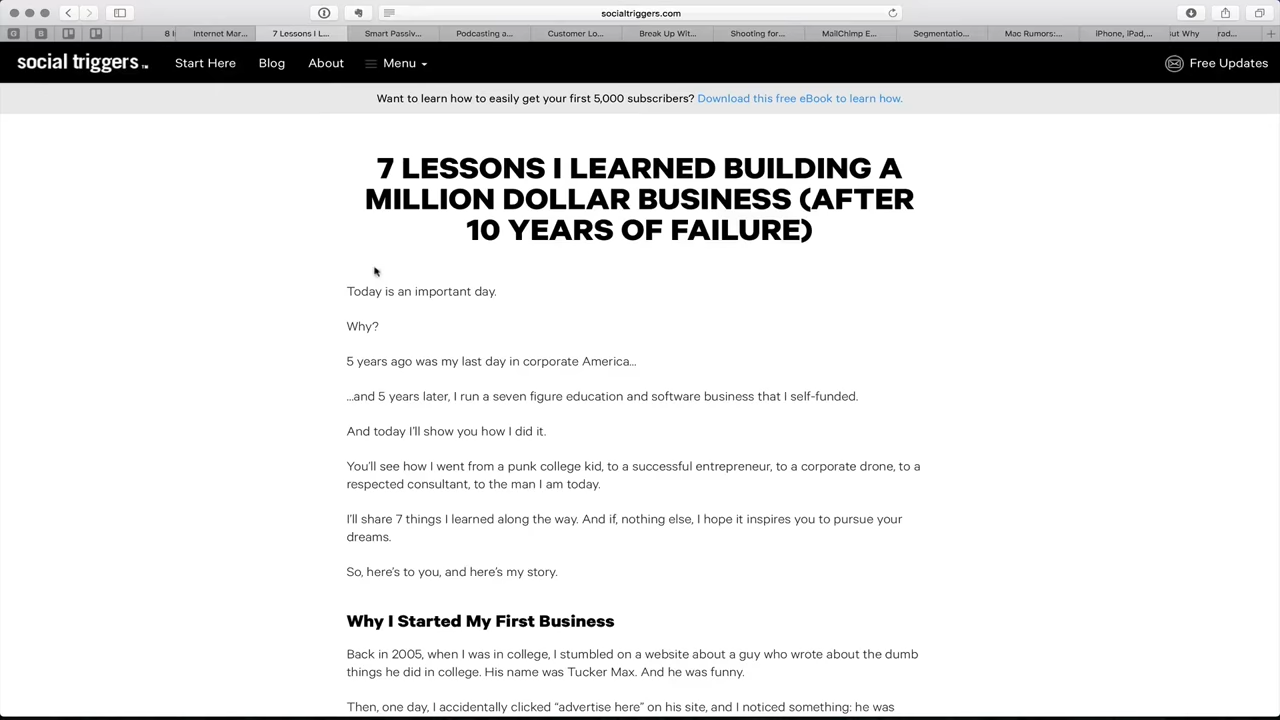 socialtriggers.com
G B 8 I Internet Mar... 7 Lessons I L... Smart Passiv... Podcasting a... Customer Lo... Break Up Wit... Shooting for... MailChimp E... Segmentatio... Mac Rumors:... iPhone, iPad,... ut Why rad...
social triggers™ Start Here Blog About Menu Free Updates
Want to learn how to easily get your first 5,000 subscribers? Download this free eBook to learn how.
7 LESSONS I LEARNED BUILDING A
MILLION DOLLAR BUSINESS (AFTER
10 YEARS OF FAILURE)
Today is an important day.
Why?
5 years ago was my last day in corporate America...
...and 5 years later, I run a seven figure education and software business that I self-funded.
And today I'll show you how I did it.
You'll see how I went from a punk college kid, to a successful entrepreneur, to a corporate drone, to a
respected consultant, to the man I am today.
I'll share 7 things I learned along the way. And if, nothing else, I hope it inspires you to pursue your
dreams.
So, here's to you, and here's my story.
Why I Started My First Business
Back in 2005, when I was in college, I stumbled on a website about a guy who wrote about the dumb
things he did in college. His name was Tucker Max. And he was funny.
Then, one day, I accidentally clicked "advertise here" on his site, and I noticed something: he was